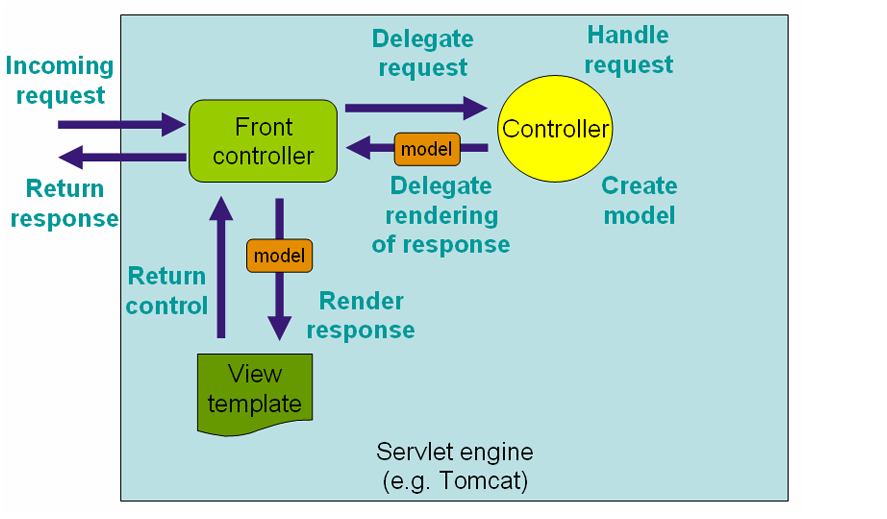 Incoming
request
Return
response
Front
controller
Delegate
request
Handle
request
Controller
model
Delegate
rendering
of response
Create
model
Return
control
model
Render
response
View
template
Servlet engine
(e.g. Tomcat)